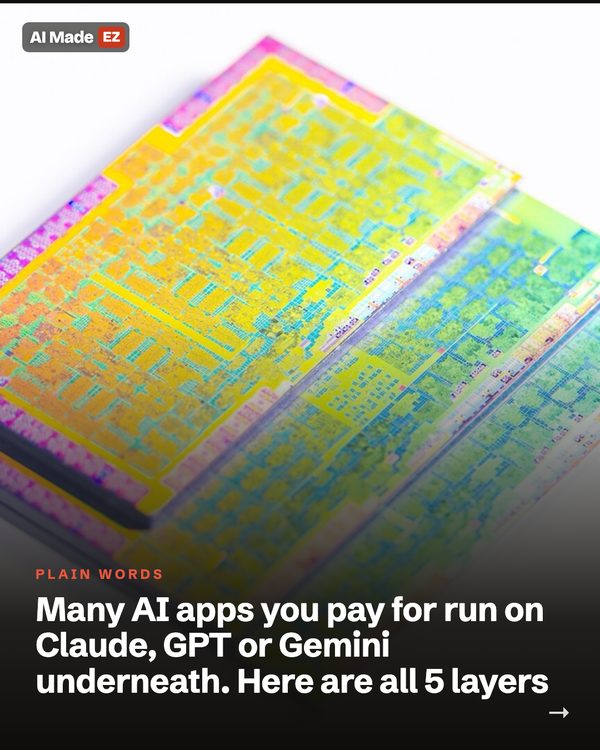 AI Made EZ
PLAIN WORDS
Many AI apps you pay for run on
Claude, GPT or Gemini
underneath. Here are all 5 layers
→